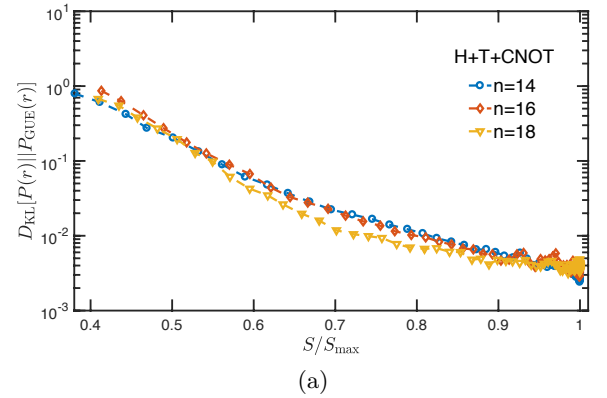 10^1
10^0
10^-1
10^-2
10^-3
D_KL[P(r)||P_GUE(r)]
H+T+CNOT
n=14
n=16
n=18
0.4 0.5 0.6 0.7 0.8 0.9 1
S/S_max
(a)